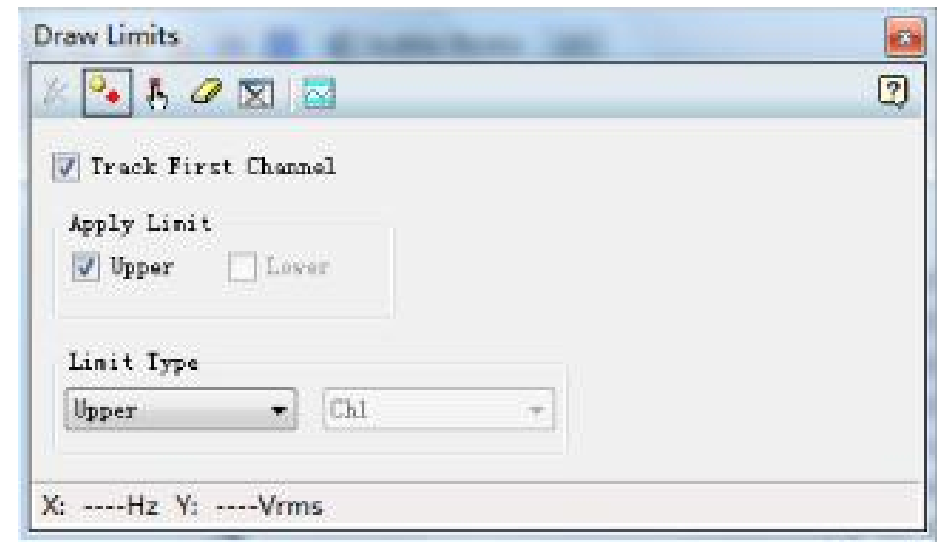 Draw Limits
Track First Channel
Apply Limit
Upper Lower
Limit Type
Upper Ch1
X: ----Hz Y: ----Vrms